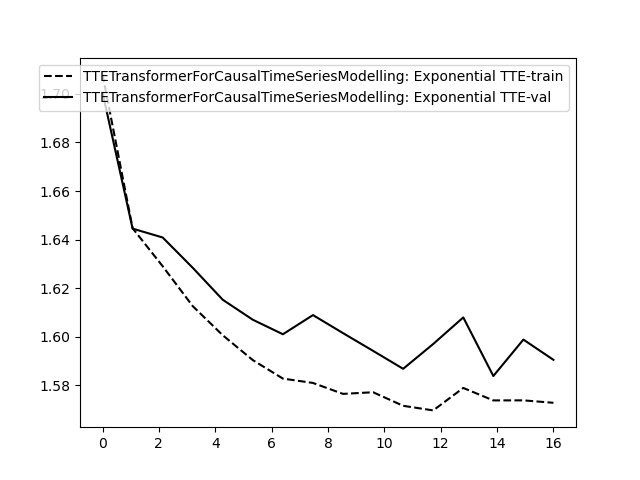 TTETransformerForCausalTimeSeriesModelling: Exponential TTE-train
TTETransformerForCausalTimeSeriesModelling: Exponential TTE-val
1.70
1.68
1.66
1.64
1.62
1.60
1.58
0 2 4 6 8 10 12 14 16